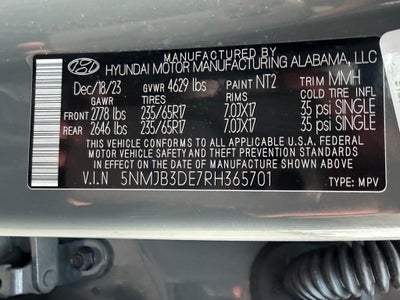 HYUNDAI MOTOR MANUFACTURING ALABAMA, LLC
Dec/18/23 GVWR 4629 lbs PAINT NT2 TRIM MMH
GAWR TIRES RIMS COLD TIRE INFL
FRONT 2778 lbs 235/65R17 7.0JX17 35 psi SINGLE
REAR 2646 lbs 235/65R17 7.0JX17 35 psi SINGLE
THIS VEHICLE CONFORMS TO ALL APPLICABLE U.S.A FEDERAL
MOTOR VEHICLE SAFETY AND THEFT PREVENTION STANDARDS
IN EFFECT ON THE DATE OF MANUFACTURE SHOWN ABOVE.
V.I.N 5NMJB3DE7RH365701 TYPE: MPV